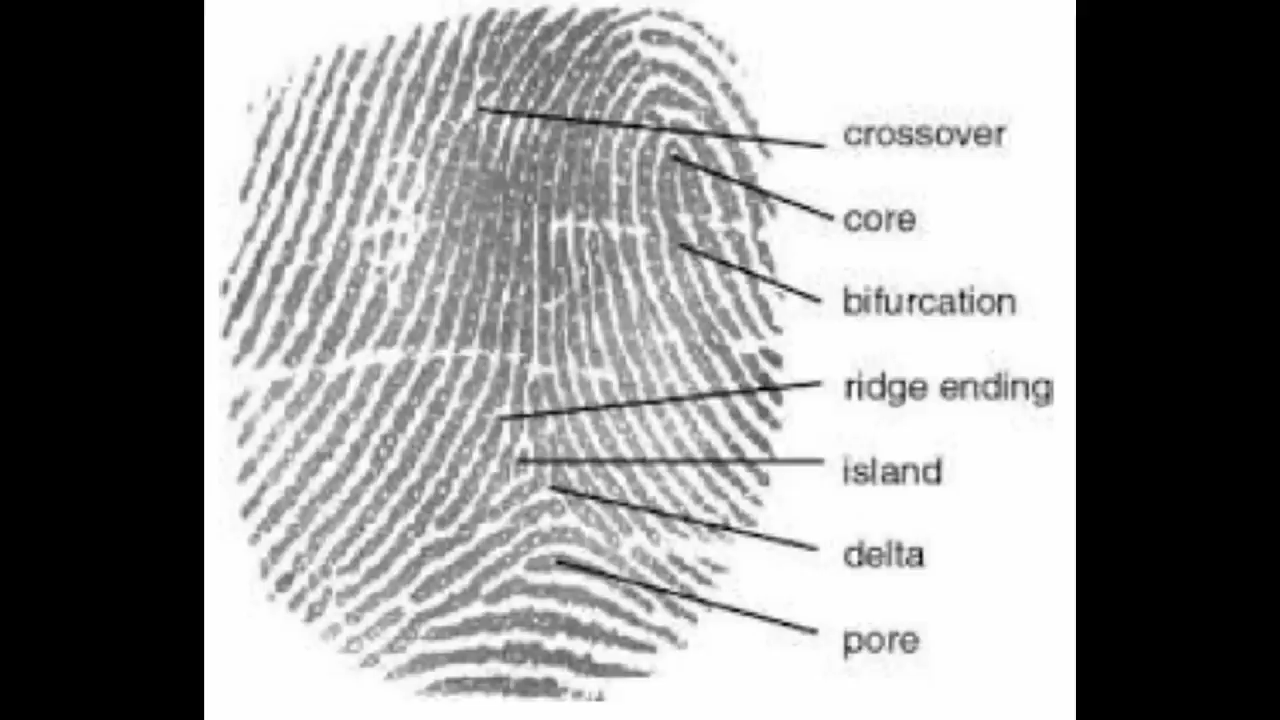 crossover
core
bifurcation
ridge ending
island
delta
pore